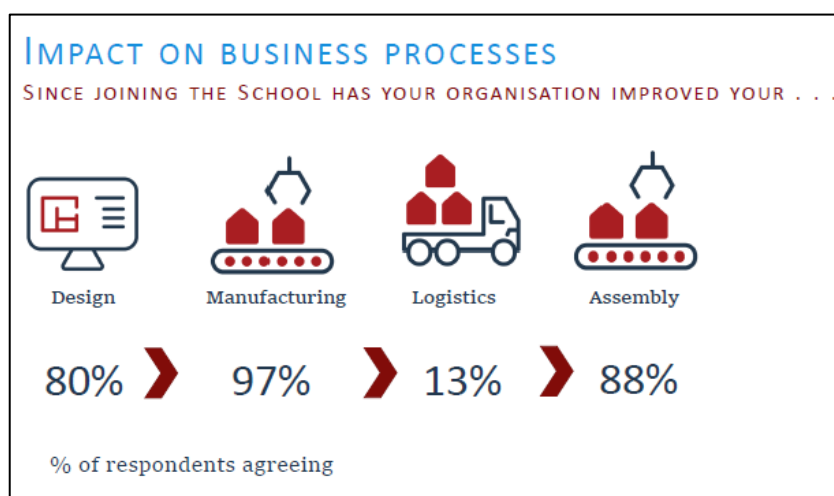 Impact on business processes
Since joining the School has your organisation improved your . . .
Design Manufacturing Logistics Assembly
80% 97% 13% 88%
% of respondents agreeing